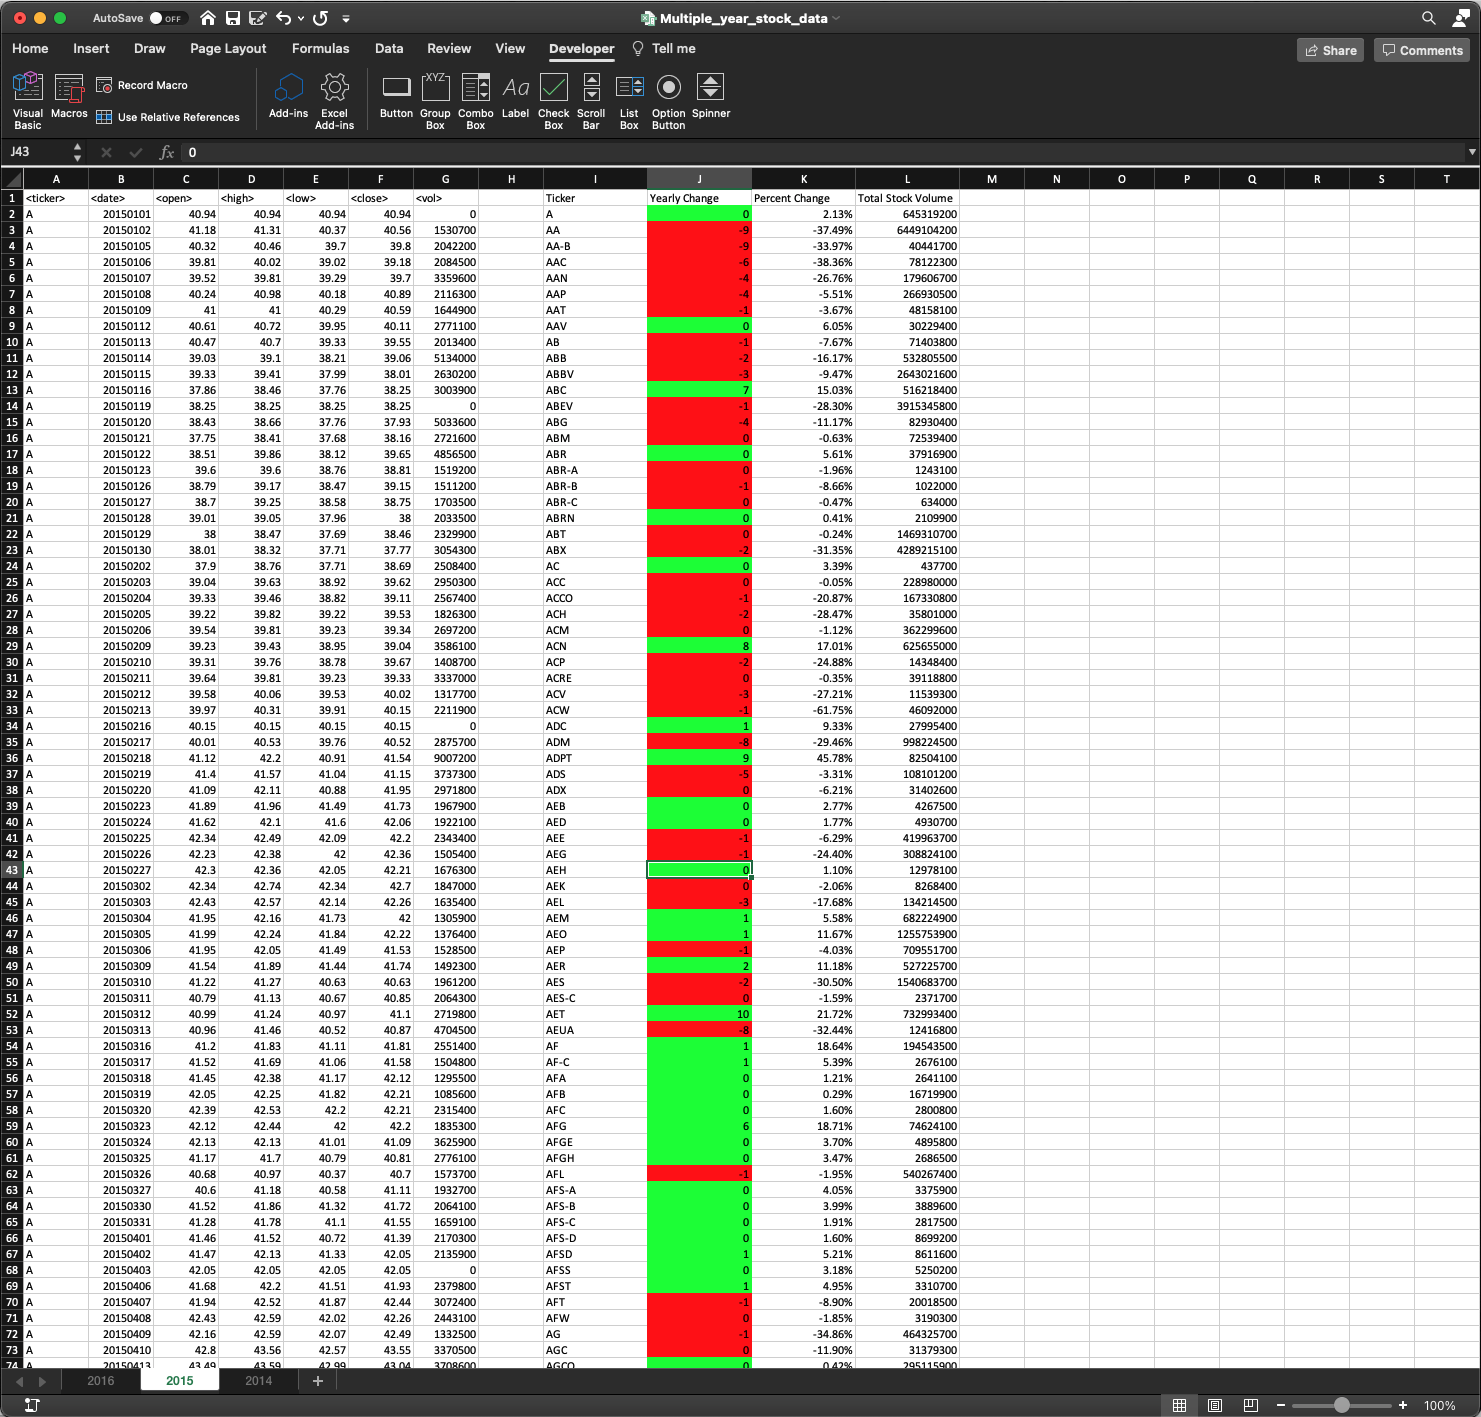 AutoSave OFF Multiple_year_stock_data
Home Insert Draw Page Layout Formulas Data Review View Developer Tell me Share Comments
Visual Basic Macros Record Macro Use Relative References Add-ins Excel Add-ins Button Group Box Combo Box Label Check Box Scroll Bar List Box Option Button Spinner
XYZ Aa
J43 fx 0
A B C D E F G H I J K L M N O P Q R S T
1 <ticker> <date> <open> <high> <low> <close> <vol> Ticker Yearly Change Percent Change Total Stock Volume
2 A 20150101 40.94 40.94 40.94 40.94 0 A 0 2.13% 645319200
3 A 20150102 41.18 41.31 40.37 40.56 1530700 AA -9 -37.49% 6449104200
4 A 20150105 40.32 40.46 39.7 39.8 2042200 AA-B -9 -33.97% 40441700
5 A 20150106 39.81 40.02 39.02 39.18 2084500 AAC -6 -38.36% 78122300
6 A 20150107 39.52 39.81 39.29 39.7 3359600 AAN -4 -26.76% 179606700
7 A 20150108 40.24 40.98 40.18 40.89 2116300 AAP -4 -5.51% 266930500
8 A 20150109 41 41 40.29 40.59 1644900 AAT -1 -3.67% 48158100
9 A 20150112 40.61 40.72 39.95 40.11 2771100 AAV 0 6.05% 30229400
10 A 20150113 40.47 40.7 39.33 39.55 2013400 AB -1 -7.67% 71403800
11 A 20150114 39.03 39.1 38.21 39.06 5134000 ABB -2 -16.17% 532805500
12 A 20150115 39.33 39.41 37.99 38.01 2630200 ABBV -3 -9.47% 2643021600
13 A 20150116 37.86 38.46 37.76 38.25 3003900 ABC 7 15.03% 516218400
14 A 20150119 38.25 38.25 38.25 38.25 0 ABEV -1 -28.30% 3915345800
15 A 20150120 38.43 38.66 37.76 37.93 5033600 ABG -4 -11.17% 82930400
16 A 20150121 37.75 38.41 37.68 38.16 2721600 ABM 0 -0.63% 72539400
17 A 20150122 38.51 39.86 38.12 39.65 4856500 ABR 0 5.61% 37916900
18 A 20150123 39.6 39.6 38.76 38.81 1519200 ABR-A 0 -1.96% 1243100
19 A 20150126 38.79 39.17 38.47 39.15 1511200 ABR-B -1 -8.66% 1022000
20 A 20150127 38.7 39.25 38.58 38.75 1703500 ABR-C 0 -0.47% 634000
21 A 20150128 39.01 39.05 37.96 38 2033500 ABRN 0 0.41% 2109900
22 A 20150129 38 38.47 37.69 38.46 2329900 ABT 0 -0.24% 1469310700
23 A 20150130 38.01 38.32 37.71 37.77 3054300 ABX -2 -31.35% 4289215100
24 A 20150202 37.9 38.76 37.71 38.69 2508400 AC 0 3.39% 437700
25 A 20150203 39.04 39.63 38.92 39.62 2950300 ACC 0 -0.05% 228980000
26 A 20150204 39.33 39.46 38.82 39.11 2567400 ACCO -1 -20.87% 167330800
27 A 20150205 39.22 39.82 39.22 39.53 1826300 ACH -2 -28.47% 35801000
28 A 20150206 39.54 39.81 39.23 39.34 2697200 ACM 0 -1.12% 362299600
29 A 20150209 39.23 39.43 38.95 39.04 3586100 ACN 8 17.01% 625655000
30 A 20150210 39.31 39.76 38.78 39.67 1408700 ACP -2 -24.88% 14348400
31 A 20150211 39.64 39.81 39.23 39.33 3337000 ACRE 0 -0.35% 39118800
32 A 20150212 39.58 40.06 39.53 40.02 1317700 ACV -3 -27.21% 11539300
33 A 20150213 39.97 40.31 39.91 40.15 2211900 ACW -1 -61.75% 46092000
34 A 20150216 40.15 40.15 40.15 40.15 0 ADC 1 9.33% 27995400
35 A 20150217 40.01 40.53 39.76 40.52 2875700 ADM -8 -29.46% 998224500
36 A 20150218 41.12 42.2 40.91 41.54 9007200 ADPT 9 45.78% 82504100
37 A 20150219 41.4 41.57 41.04 41.15 3737300 ADS -5 -3.31% 108101200
38 A 20150220 41.09 42.11 40.88 41.95 2971800 ADX 0 -6.21% 31402600
39 A 20150223 41.89 41.96 41.49 41.73 1967900 AEB 0 2.77% 4267500
40 A 20150224 41.62 42.1 41.6 42.06 1922100 AED 0 1.77% 4930700
41 A 20150225 42.34 42.49 42.09 42.2 2343400 AEE -1 -6.29% 419963700
42 A 20150226 42.23 42.38 42 42.36 1505400 AEG -1 -24.40% 308824100
43 A 20150227 42.3 42.36 42.05 42.21 1676300 AEH 0 1.10% 12978100
44 A 20150302 42.34 42.74 42.34 42.7 1847000 AEK 0 -2.06% 8268400
45 A 20150303 42.43 42.57 42.14 42.26 1635400 AEL -3 -17.68% 134214500
46 A 20150304 41.95 42.16 41.73 42 1305900 AEM 1 5.58% 682224900
47 A 20150305 41.99 42.24 41.84 42.22 1376400 AEO 1 11.67% 1255753900
48 A 20150306 41.95 42.05 41.49 41.53 1528500 AEP -1 -4.03% 709551700
49 A 20150309 41.54 41.89 41.44 41.74 1492300 AER 2 11.18% 527225700
50 A 20150310 41.22 41.27 40.63 40.63 1961200 AES -2 -30.50% 1540683700
51 A 20150311 40.79 41.13 40.67 40.85 2064300 AES-C 0 -1.59% 2371700
52 A 20150312 40.99 41.24 40.97 41.1 2719800 AET 10 21.72% 732993400
53 A 20150313 40.96 41.46 40.52 40.87 4704500 AEUA -8 -32.44% 12416800
54 A 20150316 41.2 41.83 41.11 41.81 2551400 AF 1 18.64% 194543500
55 A 20150317 41.52 41.69 41.06 41.58 1504800 AF-C 1 5.39% 2676100
56 A 20150318 41.45 42.38 41.17 42.12 1295500 AFA 0 1.21% 2641100
57 A 20150319 42.05 42.25 41.82 42.21 1085600 AFB 0 0.29% 16719900
58 A 20150320 42.39 42.53 42.2 42.21 2315400 AFC 0 1.60% 2800800
59 A 20150323 42.12 42.44 42 42.2 1835300 AFG 6 18.71% 74624100
60 A 20150324 42.13 42.13 41.01 41.09 3625900 AFGE 0 3.70% 4895800
61 A 20150325 41.17 41.7 40.79 40.81 2776100 AFGH 0 3.47% 2686500
62 A 20150326 40.68 40.97 40.37 40.7 1573700 AFL -1 -1.95% 540267400
63 A 20150327 40.6 41.18 40.58 41.11 1932700 AFS-A 0 4.05% 3375900
64 A 20150330 41.52 41.86 41.32 41.72 2064100 AFS-B 0 3.99% 3889600
65 A 20150331 41.28 41.78 41.1 41.55 1659100 AFS-C 0 1.91% 2817500
66 A 20150401 41.46 41.52 40.72 41.39 2170300 AFS-D 0 1.60% 8699200
67 A 20150402 41.47 42.13 41.33 42.05 2135900 AFSD 1 5.21% 8611600
68 A 20150403 42.05 42.05 42.05 42.05 0 AFSS 0 3.18% 5250200
69 A 20150406 41.68 42.2 41.51 41.93 2379800 AFST 1 4.95% 3310700
70 A 20150407 41.94 42.52 41.87 42.44 3072400 AFT -1 -8.90% 20018500
71 A 20150408 42.43 42.59 42.02 42.26 2443100 AFW 0 -1.85% 3190300
72 A 20150409 42.16 42.59 42.07 42.49 1332500 AG -1 -34.86% 464325700
73 A 20150410 42.8 43.56 42.57 43.55 3370500 AGC 0 -11.90% 31379300
74 A 20150413 43.49 43.59 42.99 43.04 3708600 AGCO 0 0.42% 295115900
2016 2015 2014 +
100%